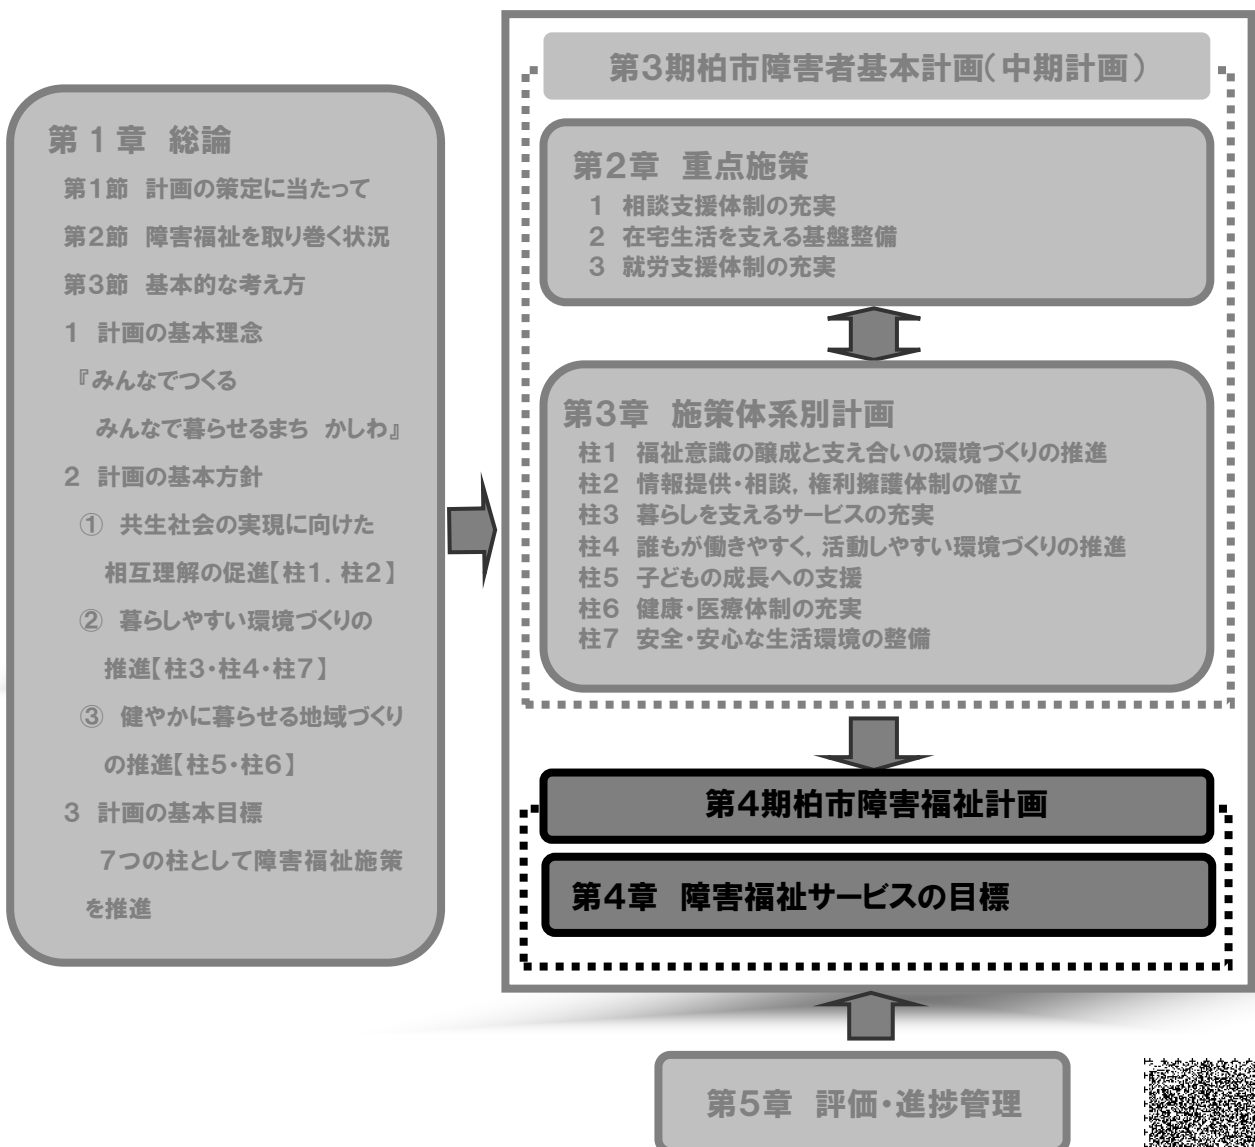 第1章 総論
第1節 計画の策定に当たって
第2節 障害福祉を取り巻く状況
第3節 基本的な考え方
1 計画の基本理念
『みんなでつくる
みんなで暮らせるまち かしわ』
2 計画の基本方針
① 共生社会の実現に向けた
相互理解の促進【柱1．柱2】
② 暮らしやすい環境づくりの
推進【柱3・柱4・柱7】
③ 健やかに暮らせる地域づくり
の推進【柱5・柱6】
3 計画の基本目標
7つの柱として障害福祉施策
を推進
第3期柏市障害者基本計画（中期計画）
第2章 重点施策
1 相談支援体制の充実
2 在宅生活を支える基盤整備
3 就労支援体制の充実
第3章 施策体系別計画
柱1 福祉意識の醸成と支え合いの環境づくりの推進
柱2 情報提供・相談，権利擁護体制の確立
柱3 暮らしを支えるサービスの充実
柱4 誰もが働きやすく，活動しやすい環境づくりの推進
柱5 子どもの成長への支援
柱6 健康・医療体制の充実
柱7 安全・安心な生活環境の整備
第4期柏市障害福祉計画
第4章 障害福祉サービスの目標
第5章 評価・進捗管理